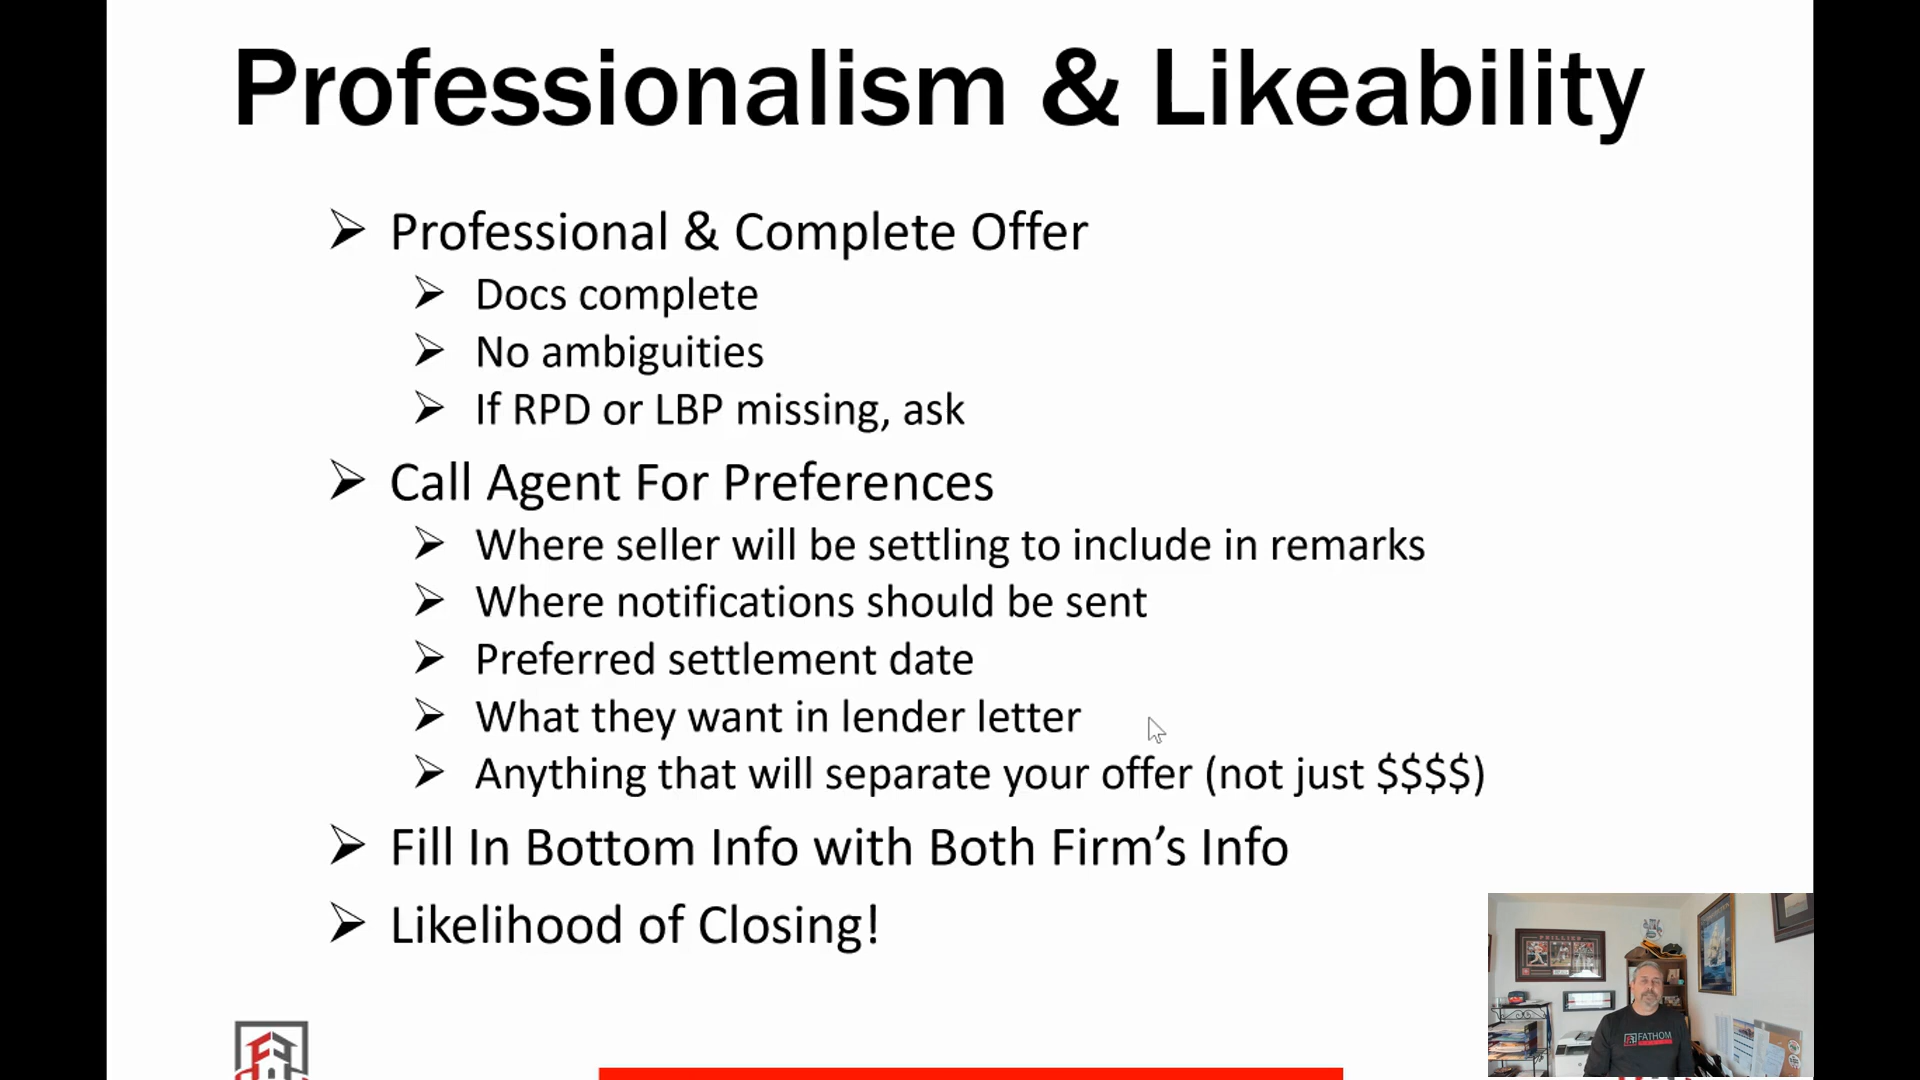 Professionalism & Likeability
Professional & Complete Offer
Docs complete
No ambiguities
If RPD or LBP missing, ask
Call Agent For Preferences
Where seller will be settling to include in remarks
Where notifications should be sent
Preferred settlement date
What they want in lender letter
Anything that will separate your offer (not just $$$$)
Fill In Bottom Info with Both Firm’s Info
Likelihood of Closing!
PHILLIES
FATHOM